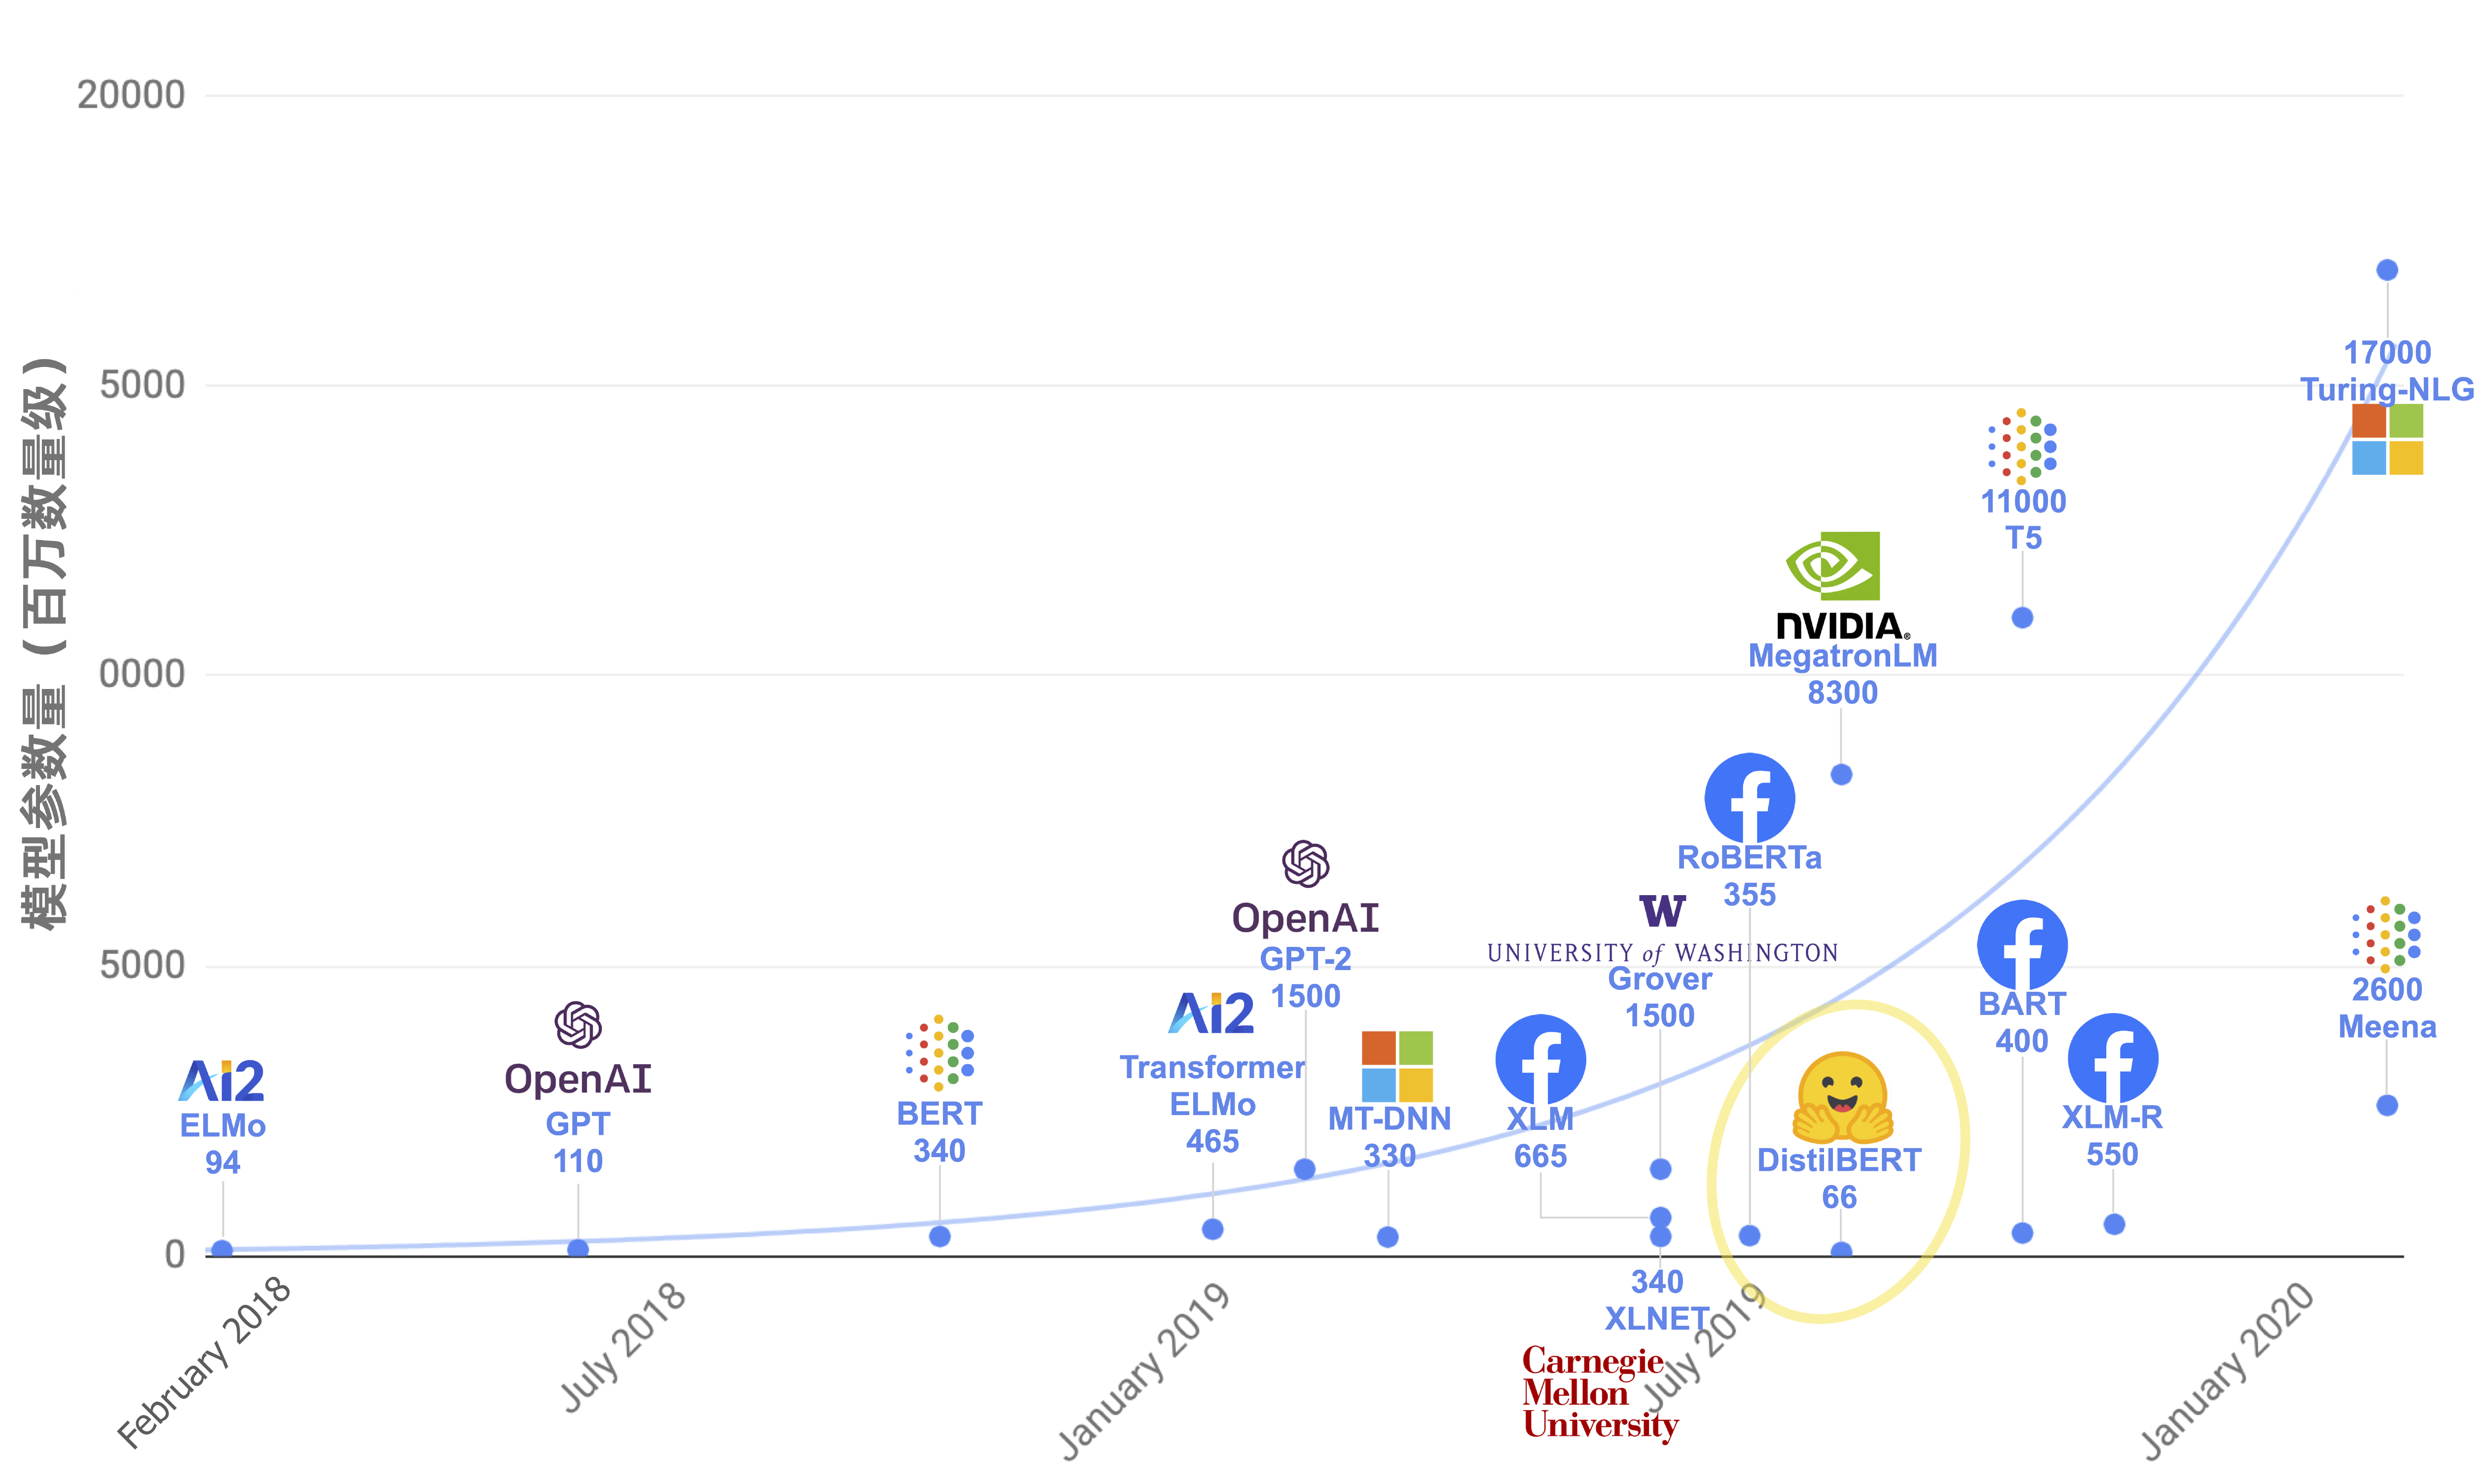 模型参数量（百万数量级）
20000
5000
0000
5000
0
Ai2
ELMo
94
OpenAI
GPT
110
BERT
340
Ai2
Transformer
ELMo
465
OpenAI
GPT-2
1500
MT-DNN
330
XLM
665
W
UNIVERSITY of WASHINGTON
Grover
1500
340
XLNET
Carnegie
Mellon
University
RoBERTa
355
NVIDIA®
MegatronLM
8300
DistilBERT
66
11000
T5
BART
400
XLM-R
550
17000
Turing-NLG
2600
Meena
February 2018
July 2018
January 2019
July 2019
January 2020